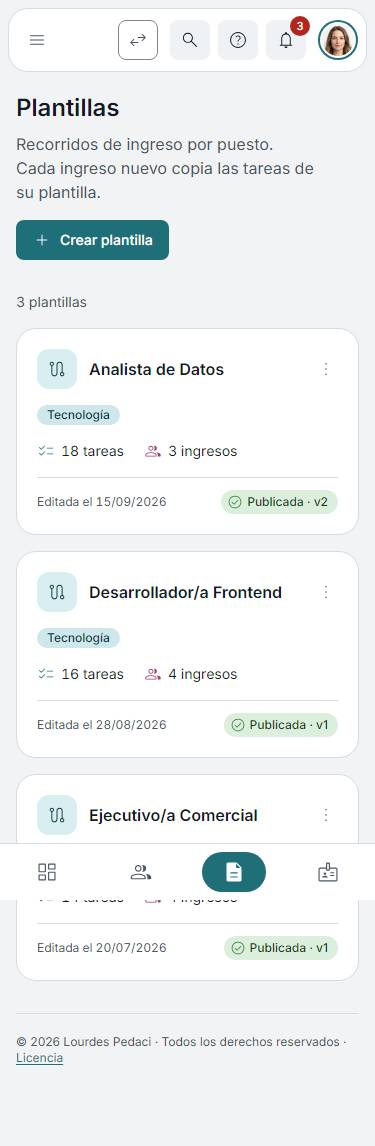 3
Plantillas
Recorridos de ingreso por puesto.
Cada ingreso nuevo copia las tareas de
su plantilla.
Crear plantilla
3 plantillas
Analista de Datos
Tecnología
18 tareas 3 ingresos
Editada el 15/09/2026 Publicada · v2
Desarrollador/a Frontend
Tecnología
16 tareas 4 ingresos
Editada el 28/08/2026 Publicada · v1
Ejecutivo/a Comercial
Editada el 20/07/2026 Publicada · v1
© 2026 Lourdes Pedaci · Todos los derechos reservados ·
Licencia